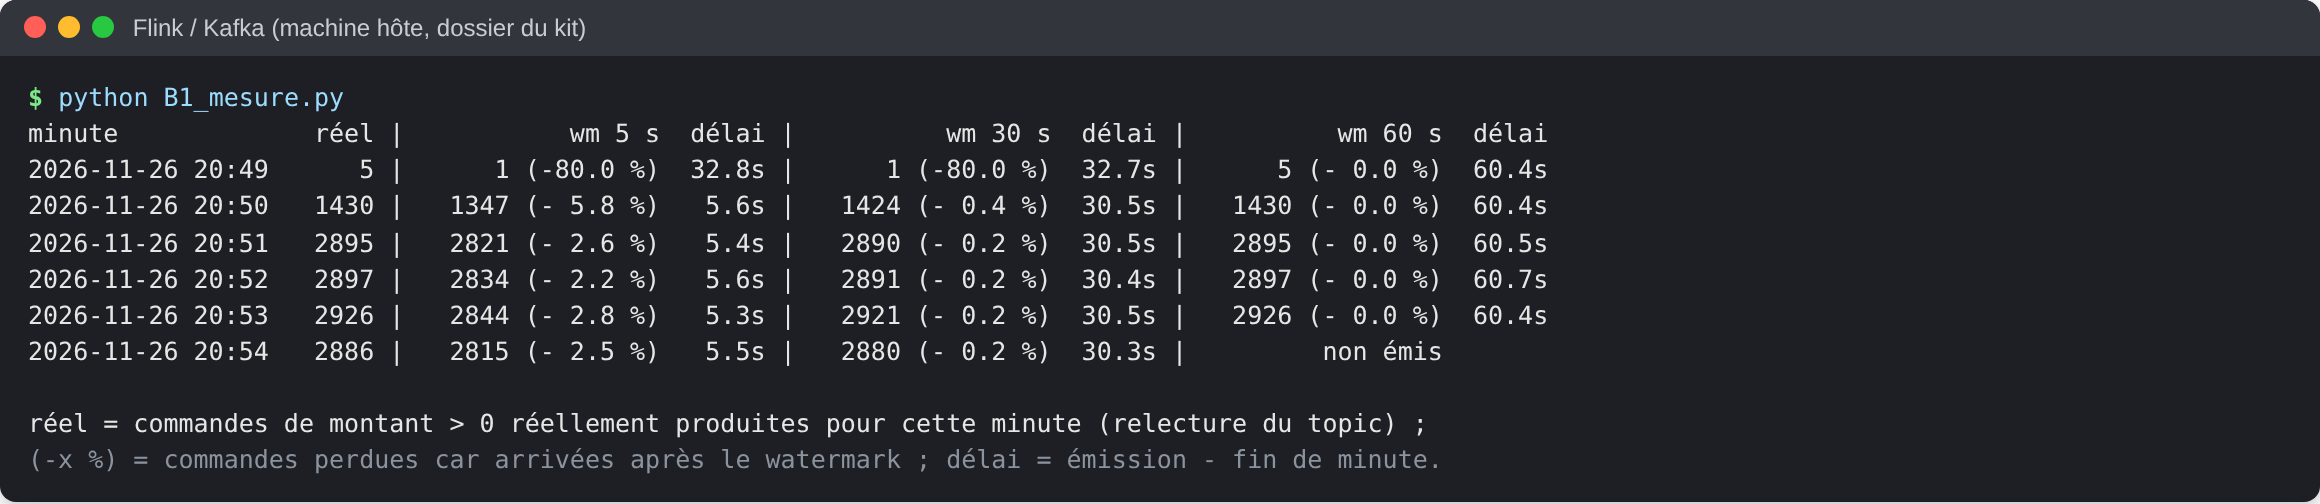 Flink / Kafka (machine hôte, dossier du kit)
$ python B1_mesure.py
minute             réel |           wm 5 s  délai |          wm 30 s  délai |          wm 60 s  délai
2026-11-26 20:49      5 |      1 (-80.0 %)  32.8s |      1 (-80.0 %)  32.7s |      5 (- 0.0 %)  60.4s
2026-11-26 20:50   1430 |   1347 (- 5.8 %)   5.6s |   1424 (- 0.4 %)  30.5s |   1430 (- 0.0 %)  60.4s
2026-11-26 20:51   2895 |   2821 (- 2.6 %)   5.4s |   2890 (- 0.2 %)  30.5s |   2895 (- 0.0 %)  60.5s
2026-11-26 20:52   2897 |   2834 (- 2.2 %)   5.6s |   2891 (- 0.2 %)  30.4s |   2897 (- 0.0 %)  60.7s
2026-11-26 20:53   2926 |   2844 (- 2.8 %)   5.3s |   2921 (- 0.2 %)  30.5s |   2926 (- 0.0 %)  60.4s
2026-11-26 20:54   2886 |   2815 (- 2.5 %)   5.5s |   2880 (- 0.2 %)  30.3s |         non émis
réel = commandes de montant > 0 réellement produites pour cette minute (relecture du topic) ;
(-x %) = commandes perdues car arrivées après le watermark ; délai = émission - fin de minute.